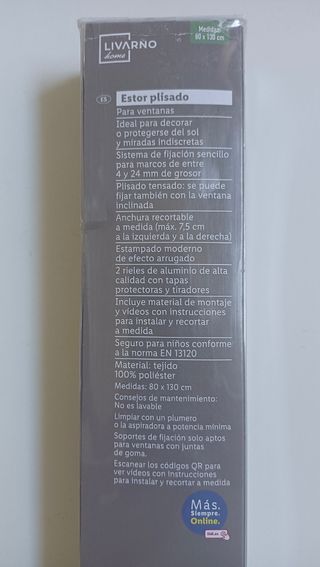 LIVARNO
home
Medidas:
80 x 130 cm
ES
Estor plisado
Para ventanas
Ideal para decorar
o protegerse del sol
y miradas indiscretas
Sistema de fijación sencillo
para marcos de entre
4 y 24 mm de grosor
Plisado tensado: se puede
fijar también con la ventana
inclinada
Anchura recortable
a medida (máx. 7,5 cm
a la izquierda y a la derecha)
Estampado moderno
de efecto arrugado
2 rieles de aluminio de alta
calidad con tapas
protectoras y tiradores
Incluye material de montaje
y vídeos con instrucciones
para instalar y recortar
a medida
Seguro para niños conforme
a la norma EN 13120
Material: tejido
100% poliéster
Medidas: 80 x 130 cm
Consejos de mantenimiento:
No es lavable
Limpiar con un plumero
o la aspiradora a potencia mínima
Soportes de fijación solo aptos
para ventanas con juntas
de goma.
Escanear los códigos QR para
ver vídeos con instrucciones
para instalar y recortar a medida
Más.
Siempre.
Online.
lidl.es